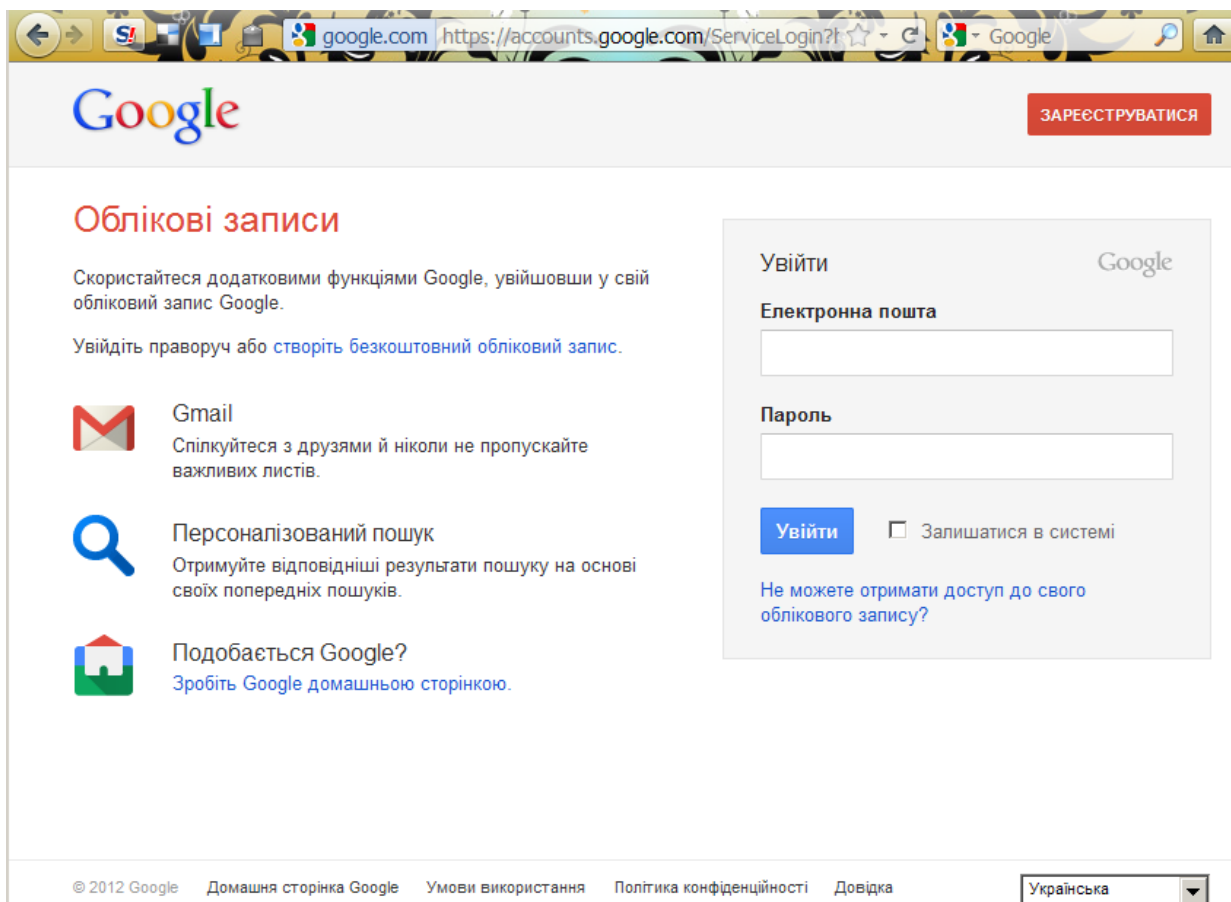 S!
google.com https://accounts.google.com/ServiceLogin?
Google
Google
ЗАРЕЄСТРУВАТИСЯ
Облікові записи
Скористайтеся додатковими функціями Google, увійшовши у свій
обліковий запис Google.
Увійдіть праворуч або створіть безкоштовний обліковий запис.
Gmail
Спілкуйтеся з друзями й ніколи не пропускайте
важливих листів.
Персоналізований пошук
Отримуйте відповідніші результати пошуку на основі
своїх попередніх пошуків.
Подобається Google?
Зробіть Google домашньою сторінкою.
Увійти Google
Електронна пошта
Пароль
Увійти Залишатися в системі
Не можете отримати доступ до свого
облікового запису?
© 2012 Google Домашня сторінка Google Умови використання Політика конфіденційності Довідка Українська